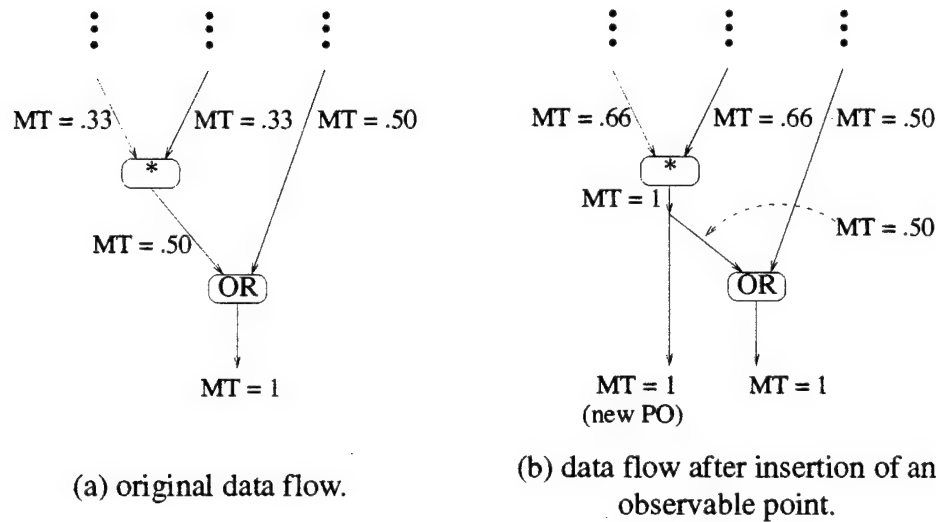 MT = .33
MT = .33
MT = .50
*
MT = .50
OR
MT = 1
(a) original data flow.
MT = .66
MT = .66
MT = .50
*
MT = 1
MT = .50
OR
MT = 1
(new PO)
MT = 1
(b) data flow after insertion of an
observable point.